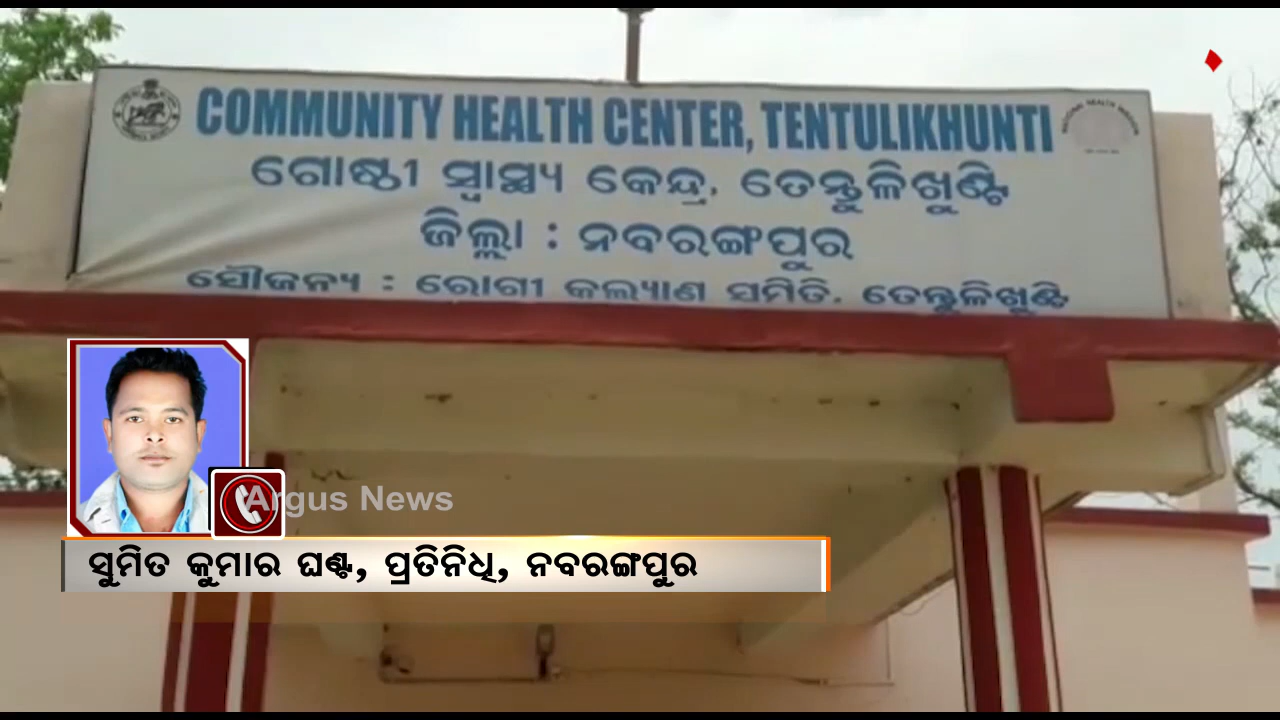 COMMUNITY HEALTH CENTER, TENTULIKHUNTI
ଗୋଷ୍ଠୀ ସ୍ୱାସ୍ଥ୍ୟ କେନ୍ଦ୍ର, ତେନ୍ତୁଳିଖୁଣ୍ଟି
ଜିଲ୍ଲା : ନବରଙ୍ଗପୁର
ସୌଜନ୍ୟ : ରୋଗୀ କଲ୍ୟାଣ ସମିତି, ତେନ୍ତୁଳିଖୁଣ୍ଟି
Argus News
ସୁମିତ କୁମାର ଘଣ୍ଟ, ପ୍ରତିନିଧି, ନବରଙ୍ଗପୁର